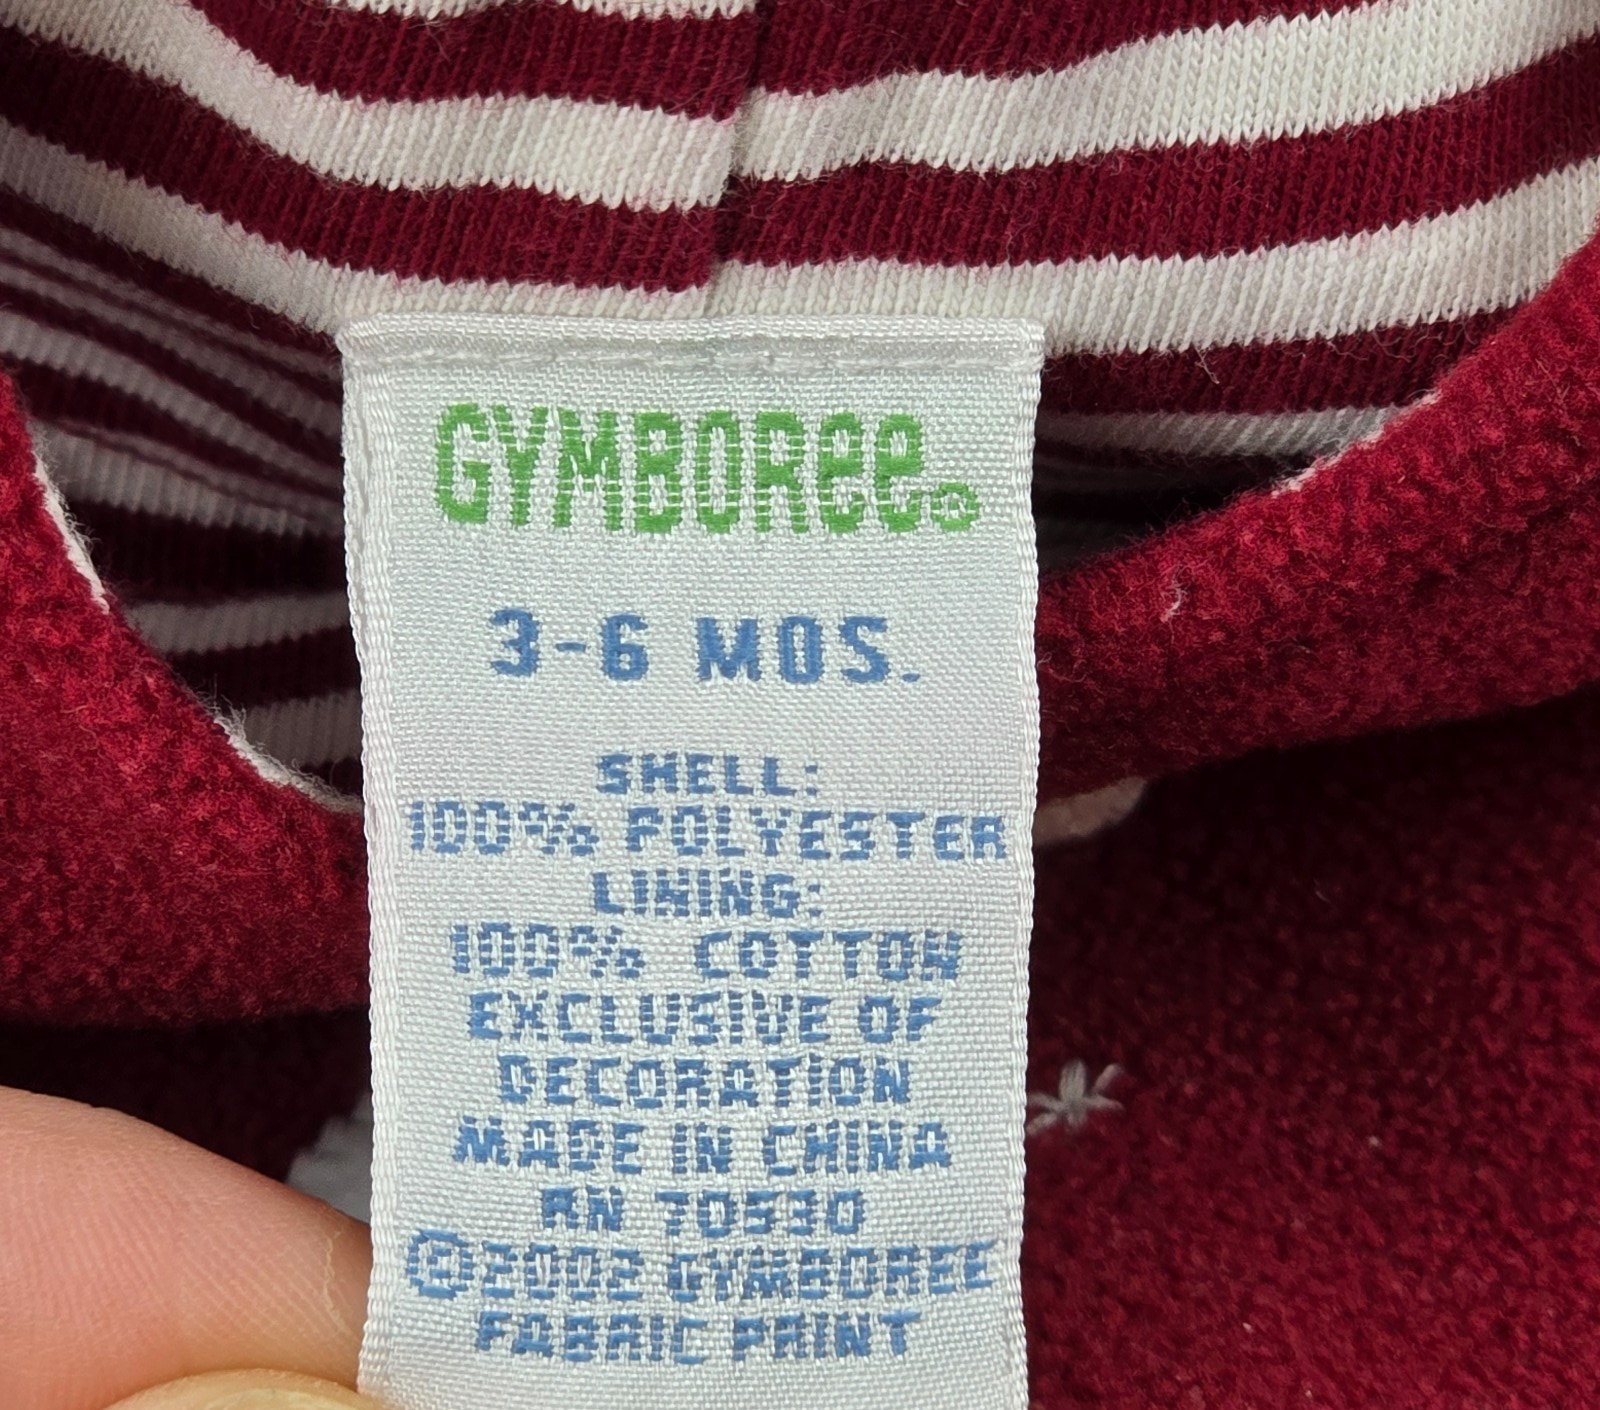 GYMBOREE®
3-6 MOS.
SHELL:
100% POLYESTER
LINING:
100% COTTON
EXCLUSIVE OF
DECORATION
MADE IN CHINA
RN 70530
©2002 GYMBOREE
FABRIC PRINT